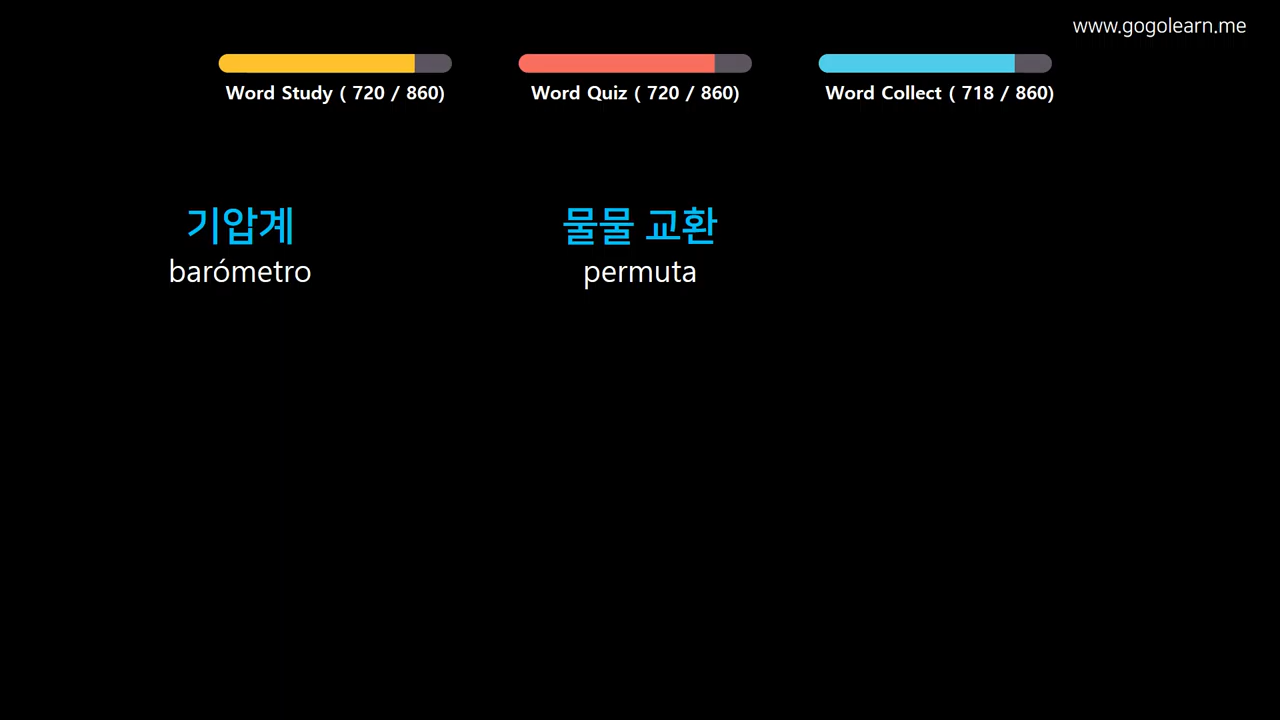 www.gogolearn.me
Word Study ( 720 / 860)
Word Quiz ( 720 / 860)
Word Collect ( 718 / 860)
기압계
barómetro
물물 교환
permuta